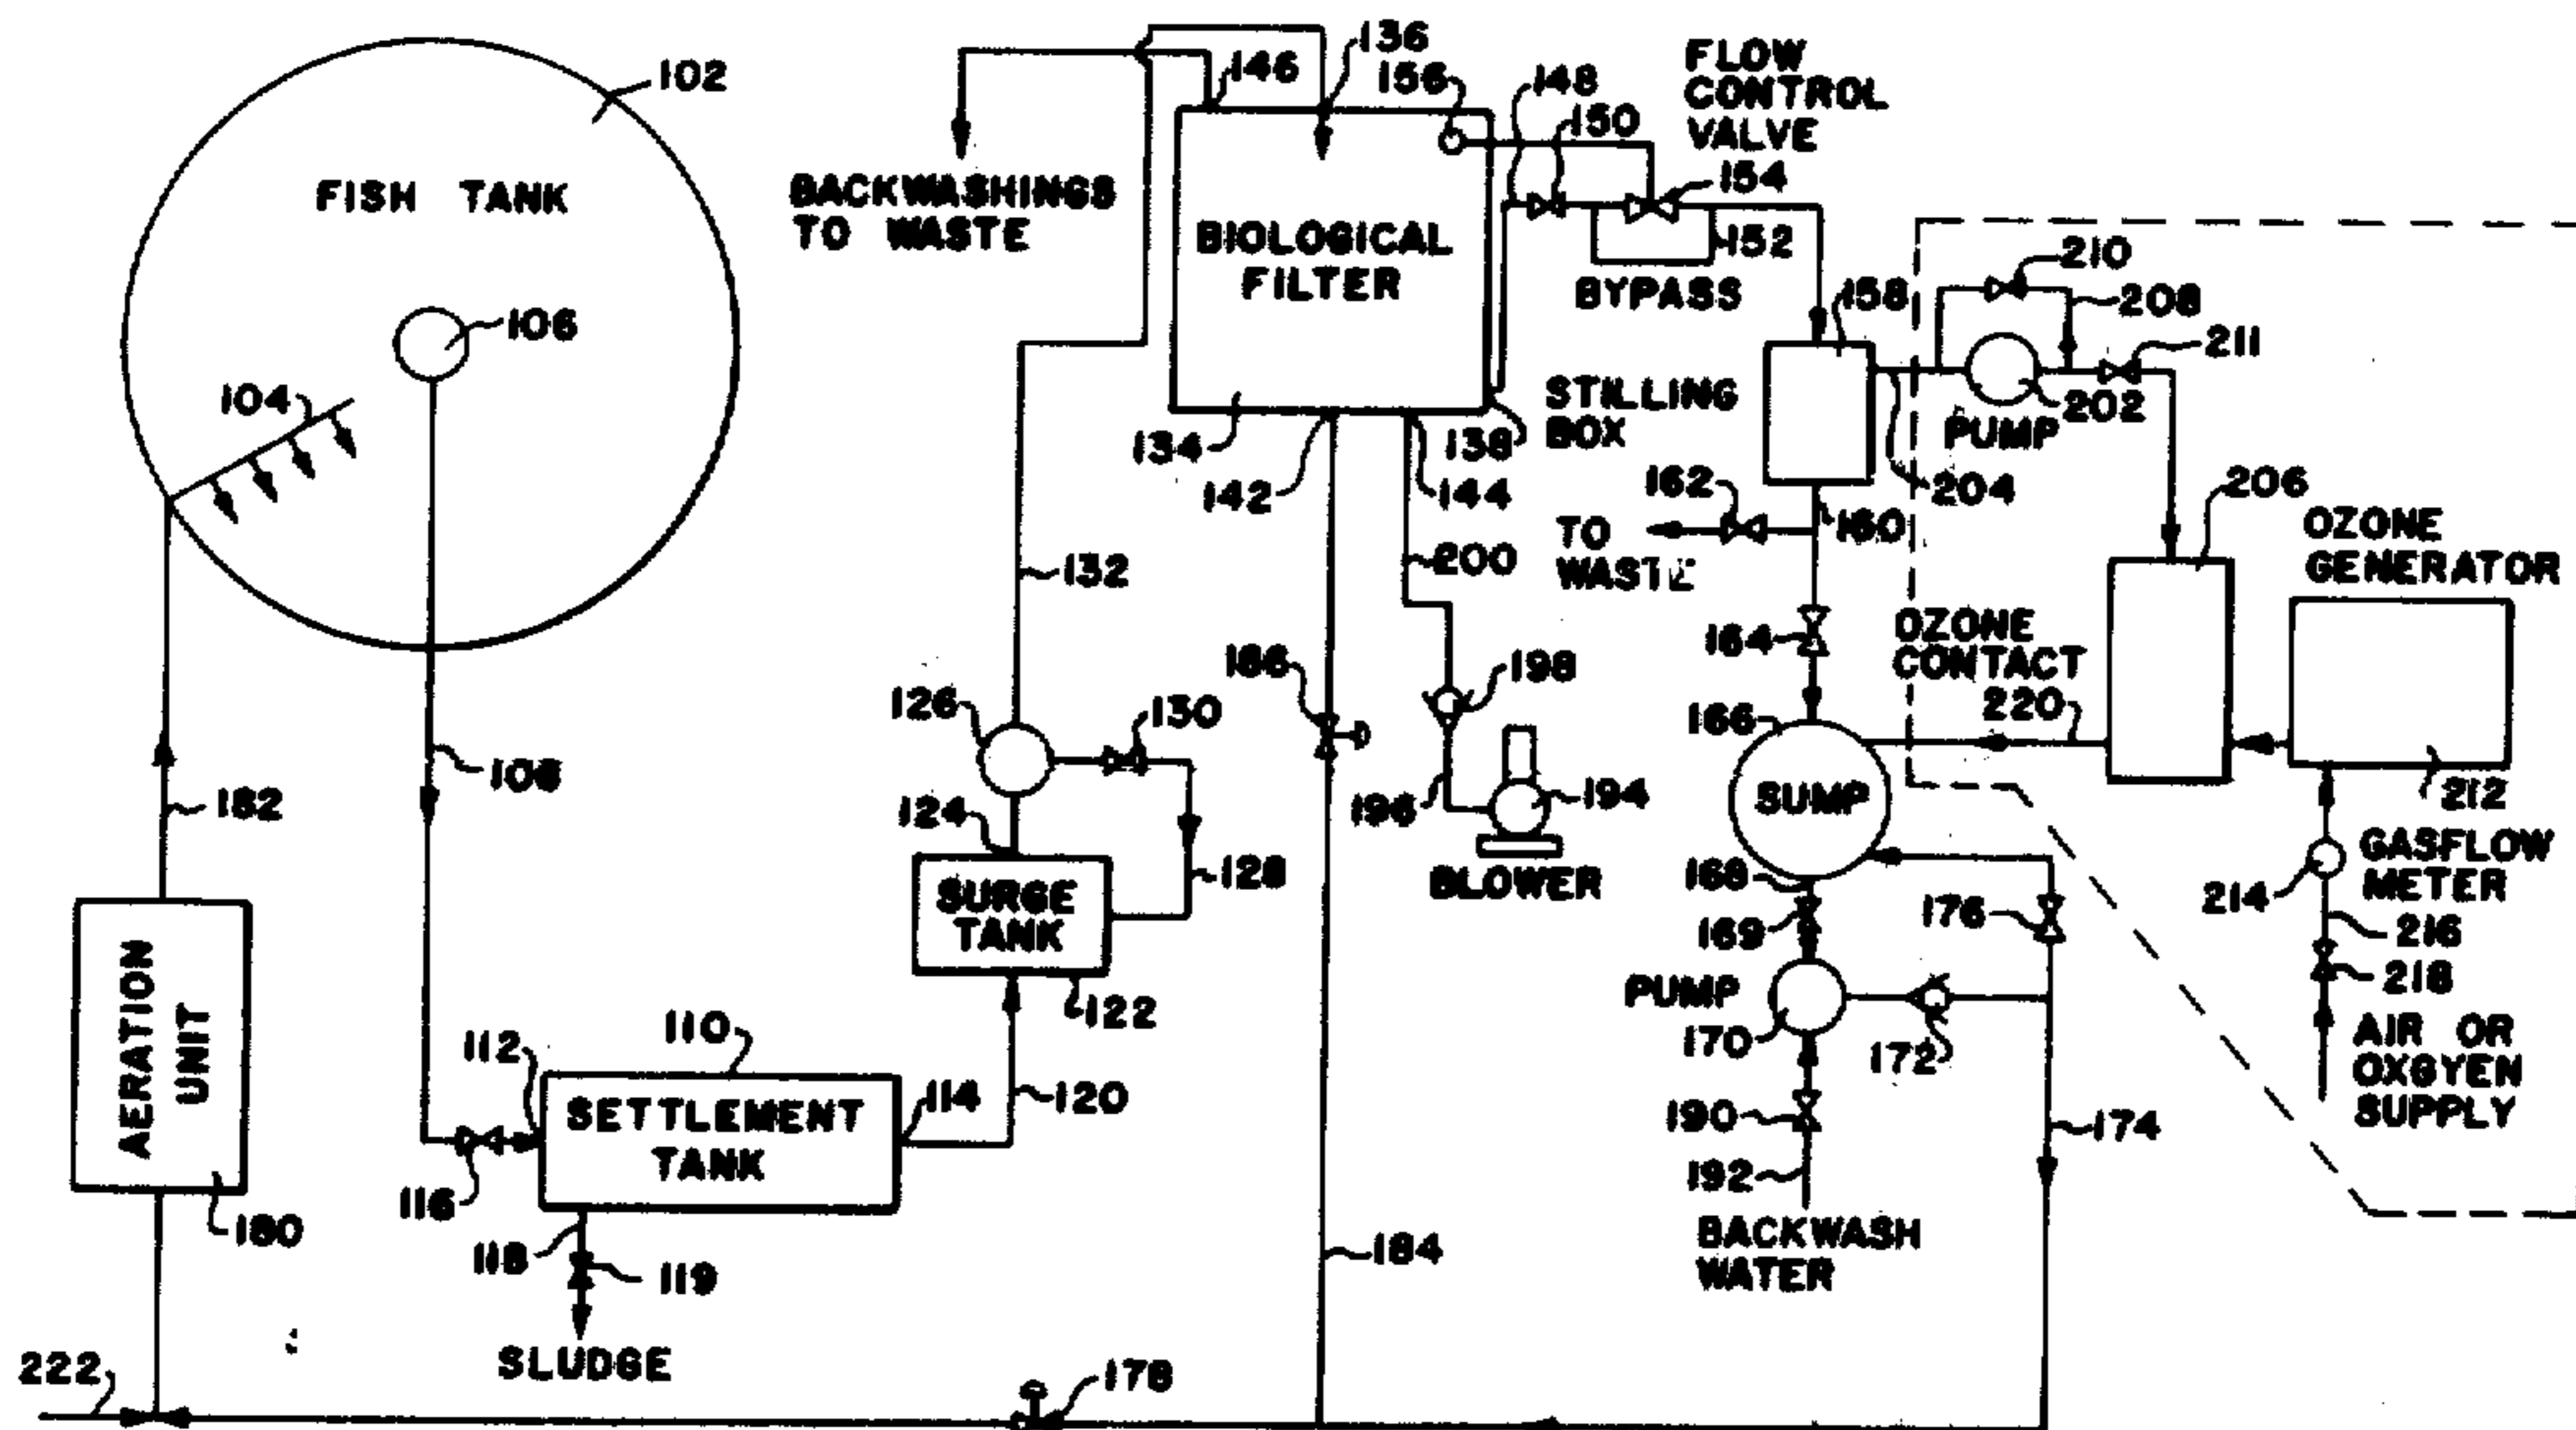 102
FISH TANK
106
104
182
108
AERATION
UNIT
180
222
112
110
114
SETTLEMENT
TANK
116
118
119
SLUDGE
120
SURGE
TANK
122
124
126
128
130
132
BACKWASHINGS
TO WASTE
146
136
156
148
150
FLOW
CONTROL
VALVE
154
152
BYPASS
BIOLOGICAL
FILTER
134
138
142
144
STILLING
BOX
158
162
TO
WASTE
160
164
200
186
198
196
194
BLOWER
184
178
166
SUMP
168
169
PUMP
170
172
176
174
190
192
BACKWASH
WATER
210
208
211
202
PUMP
204
206
OZONE
GENERATOR
OZONE
CONTACT
220
212
GASFLOW
METER
214
216
218
AIR OR
OXGYEN
SUPPLY